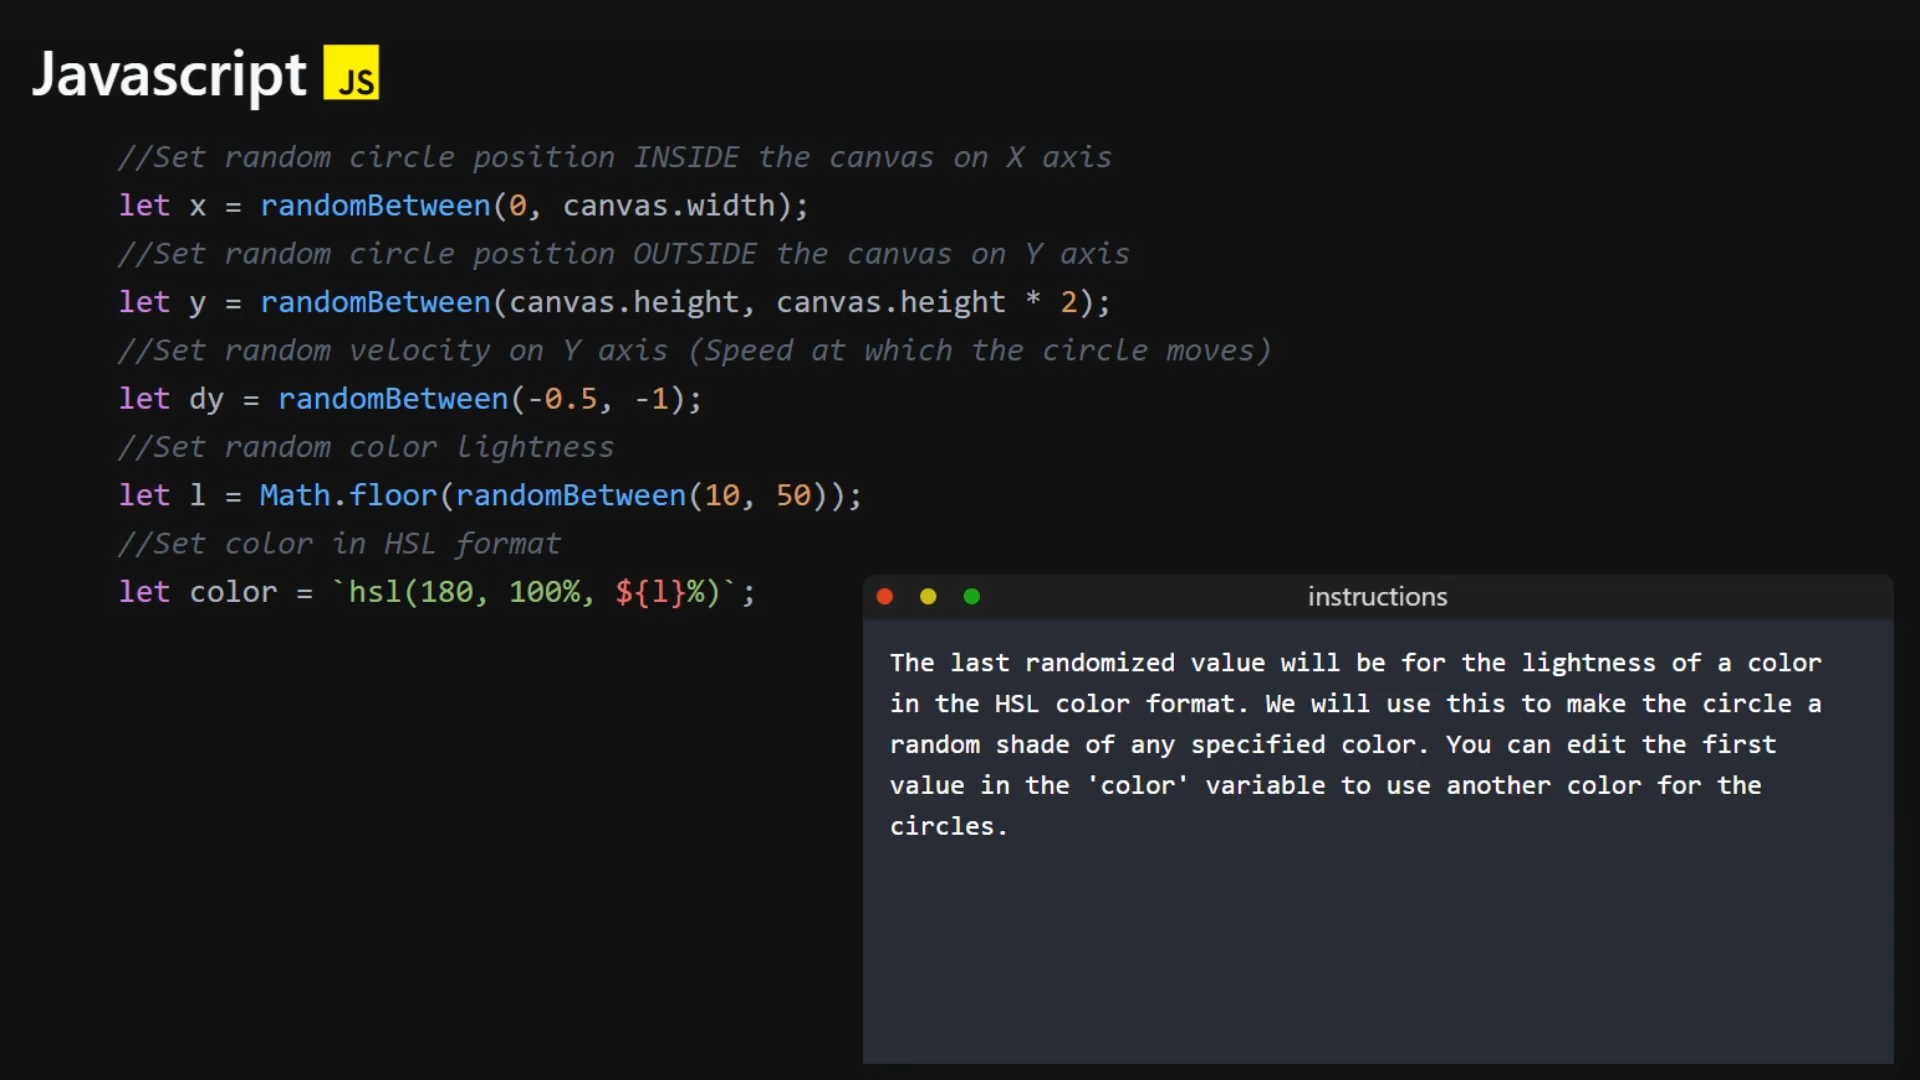 Javascript JS
//Set random circle position INSIDE the canvas on X axis
let x = randomBetween(0, canvas.width);
//Set random circle position OUTSIDE the canvas on Y axis
let y = randomBetween(canvas.height, canvas.height * 2);
//Set random velocity on Y axis (Speed at which the circle moves)
let dy = randomBetween(-0.5, -1);
//Set random color lightness
let l = Math.floor(randomBetween(10, 50));
//Set color in HSL format
let color = `hsl(180, 100%, ${l}%)`;
instructions
The last randomized value will be for the lightness of a color
in the HSL color format. We will use this to make the circle a
random shade of any specified color. You can edit the first
value in the 'color' variable to use another color for the
circles.